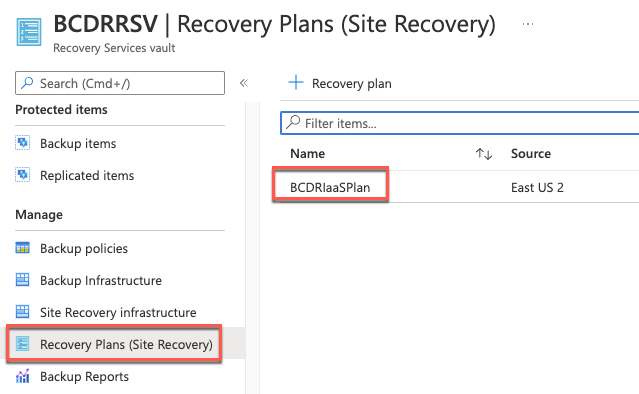 BCDRRSV | Recovery Plans (Site Recovery) ...
Recovery Services vault
Search (Cmd+/)
Protected items
Backup items
Replicated items
Manage
Backup policies
Backup Infrastructure
Site Recovery infrastructure
Recovery Plans (Site Recovery)
Backup Reports
Recovery plan
Filter items...
Name Source
BCDRIaaSPlan East US 2